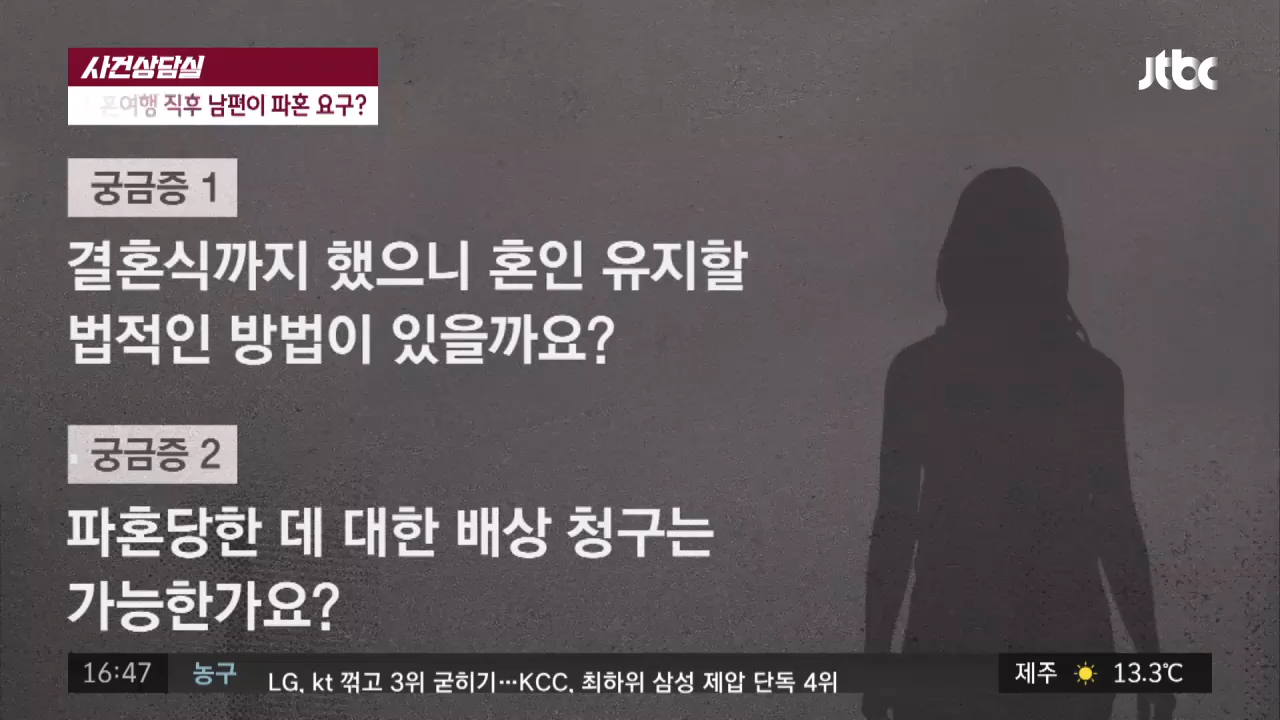 사건상담실
jtbc
혼여행 직후 남편이 파혼 요구?
궁금증 1
결혼식까지 했으니 혼인 유지할
법적인 방법이 있을까요?
궁금증 2
파혼당한 데 대한 배상 청구는
가능한가요?
16:47 농구 LG, kt 꺾고 3위 굳히기…KCC, 최하위 삼성 제압 단독 4위 제주 13.3℃